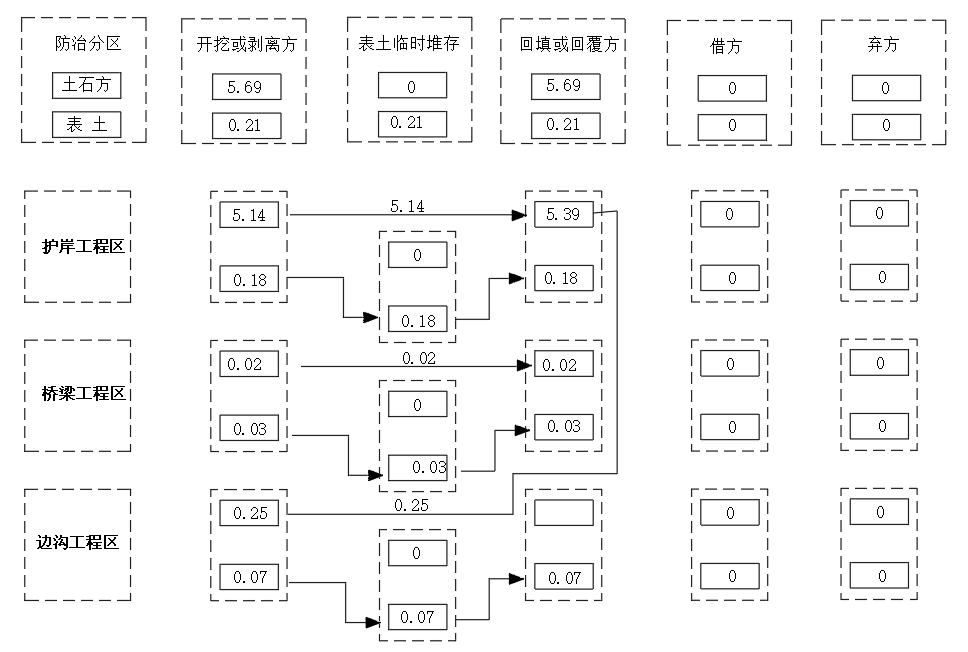 防治分区 开挖或剥离方 表土临时堆存 回填或回覆方 借方 弃方
土石方 5.69 0 5.69 0 0
表 土 0.21 0.21 0.21 0 0
护岸工程区
5.14 5.14 5.39 0 0
0
0.18 0.18 0 0
0.18
桥梁工程区
0.02 0.02 0.02 0 0
0
0.03 0.03 0 0
0.03
边沟工程区
0.25 0.25 0 0
0
0.07 0.07 0 0
0.07